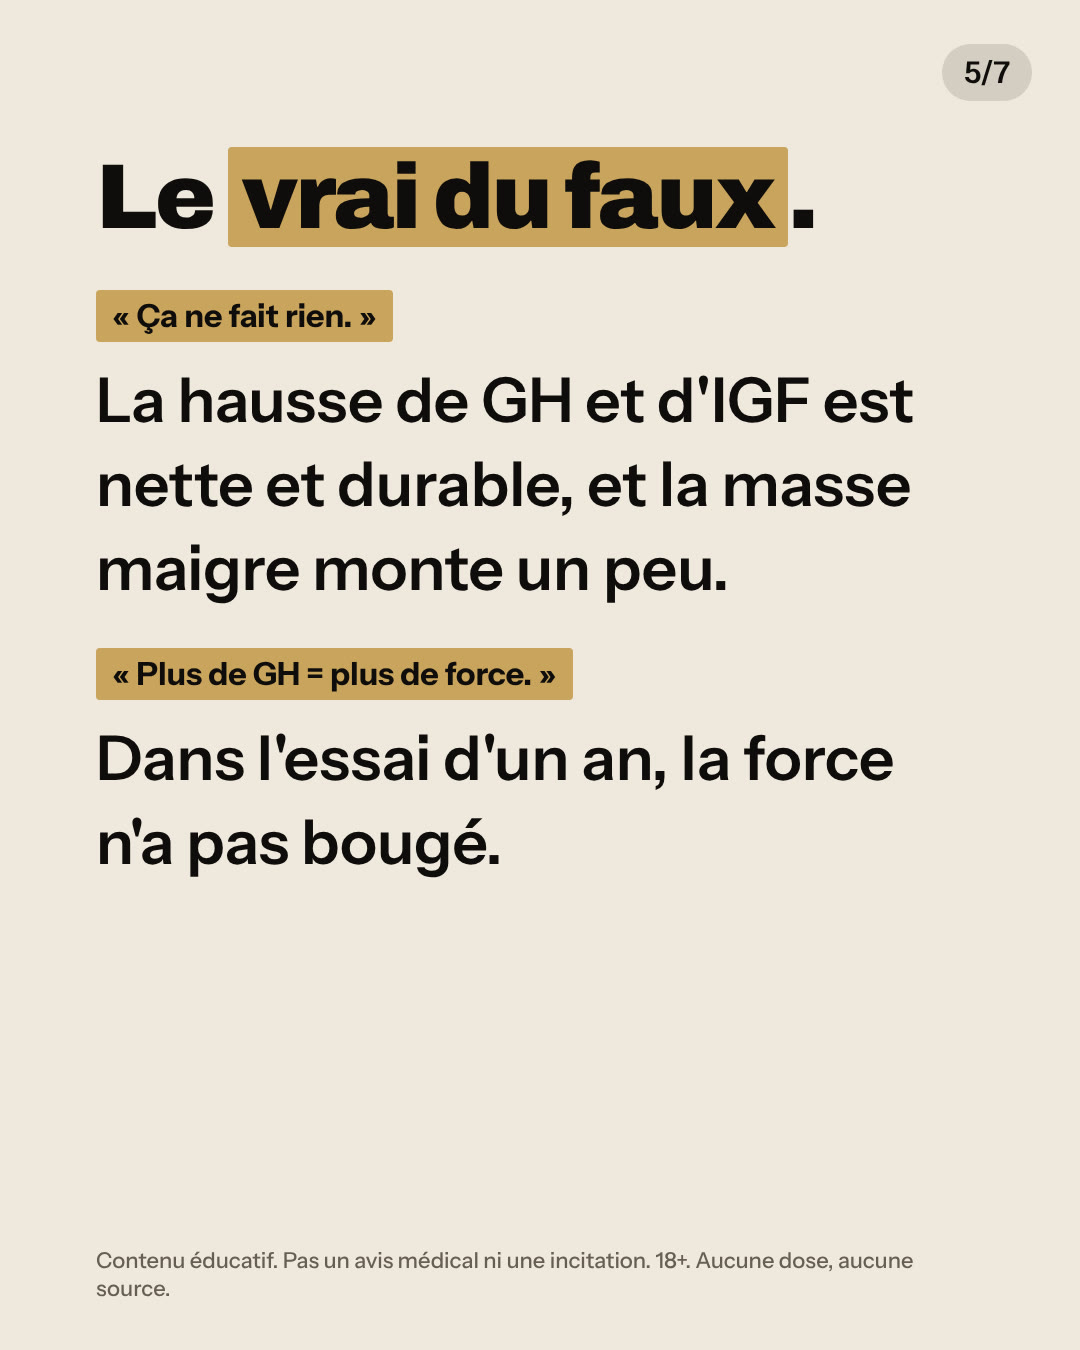 5/7
Le vrai du faux.
« Ça ne fait rien. »
La hausse de GH et d'IGF est
nette et durable, et la masse
maigre monte un peu.
« Plus de GH = plus de force. »
Dans l'essai d'un an, la force
n'a pas bougé.
Contenu éducatif. Pas un avis médical ni une incitation. 18+. Aucune dose, aucune
source.